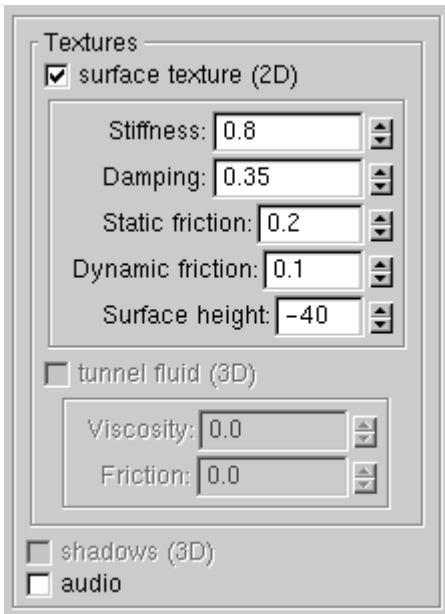 Textures
surface texture (2D)
Stiffness: 0.8
Damping: 0.35
Static friction: 0.2
Dynamic friction: 0.1
Surface height: -40
tunnel fluid (3D)
Viscosity: 0.0
Friction: 0.0
shadows (3D)
audio